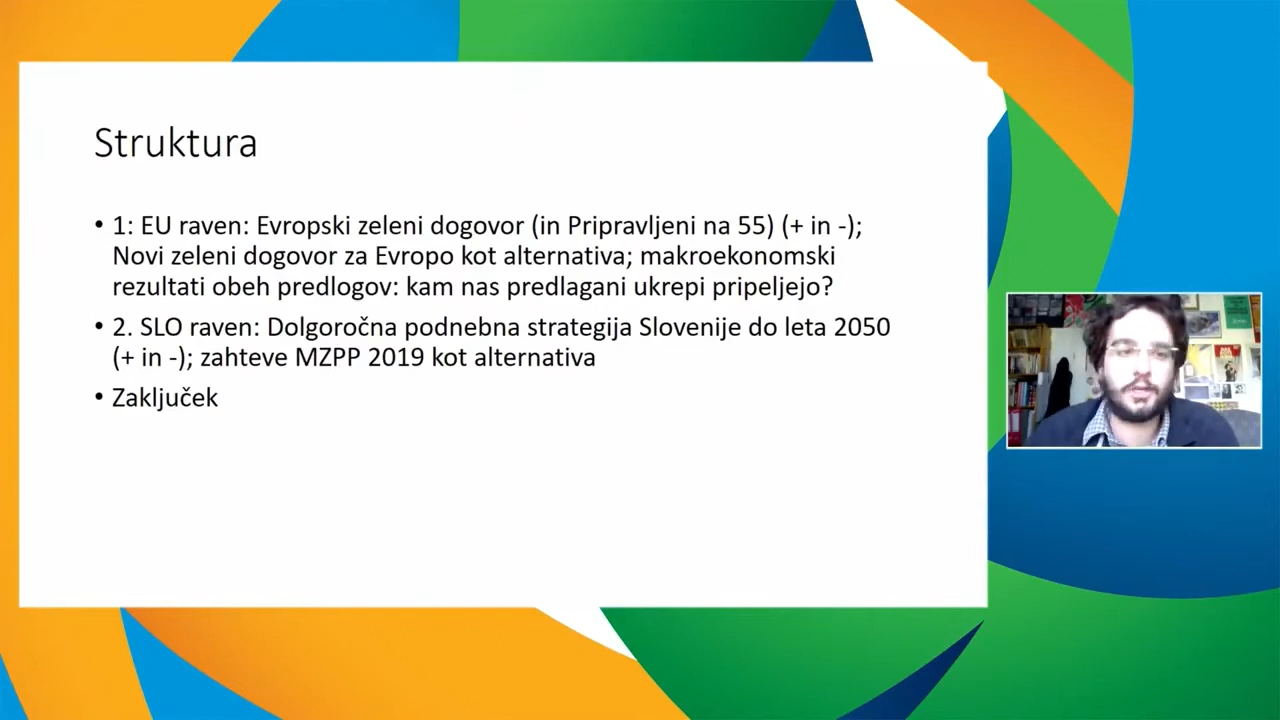 Struktura
• 1: EU raven: Evropski zeleni dogovor (in Pripravljeni na 55) (+ in -);
Novi zeleni dogovor za Evropo kot alternativa; makroekonomski
rezultati obeh predlogov: kam nas predlagani ukrepi pripeljejo?
• 2. SLO raven: Dolgoročna podnebna strategija Slovenije do leta 2050
(+ in -); zahteve MZPP 2019 kot alternativa
• Zaključek